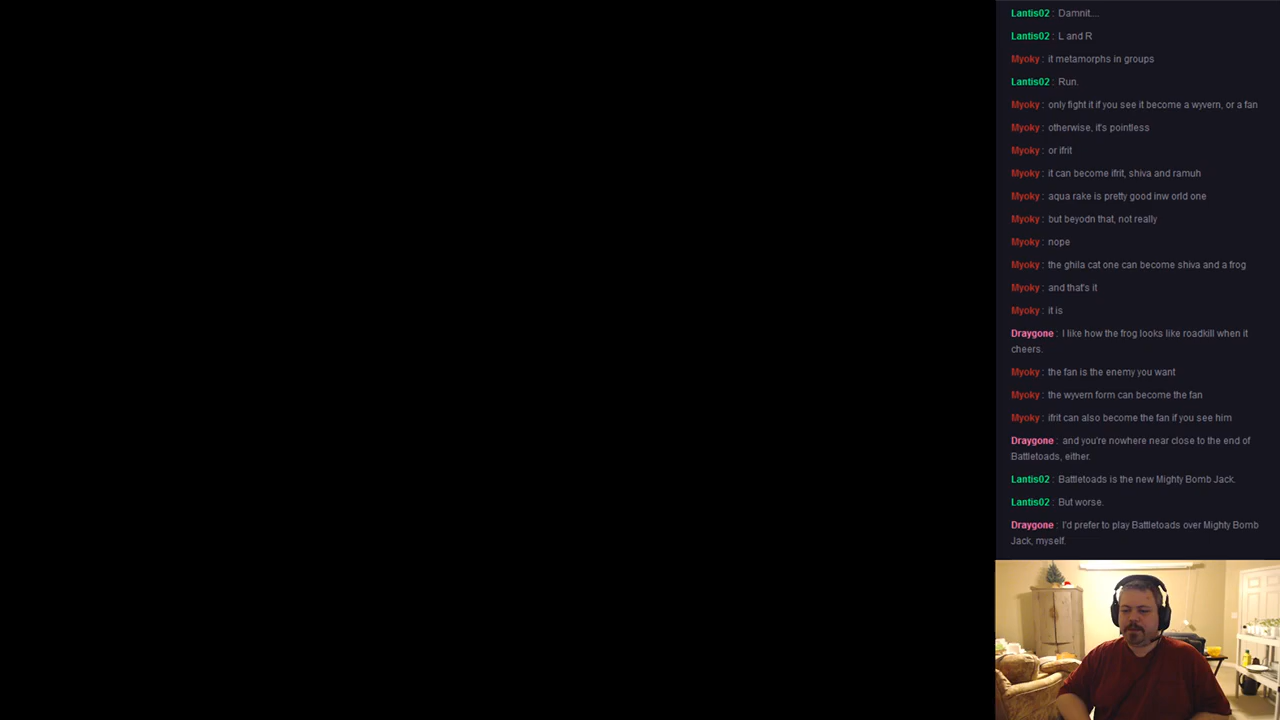 Lantis02 : Damnit....
Lantis02 : L and R
Myoky : it metamorphs in groups
Lantis02 : Run.
Myoky : only fight it if you see it become a wyvern, or a fan
Myoky : otherwise, it's pointless
Myoky : or ifrit
Myoky : it can become ifrit, shiva and ramuh
Myoky : aqua rake is pretty good inw orld one
Myoky : but beyodn that, not really
Myoky : nope
Myoky : the ghila cat one can become shiva and a frog
Myoky : and that's it
Myoky : it is
Draygone : I like how the frog looks like roadkill when it
cheers.
Myoky : the fan is the enemy you want
Myoky : the wyvern form can become the fan
Myoky : ifrit can also become the fan if you see him
Draygone : and you're nowhere near close to the end of
Battletoads, either.
Lantis02 : Battletoads is the new Mighty Bomb Jack.
Lantis02 : But worse.
Draygone : I'd prefer to play Battletoads over Mighty Bomb
Jack, myself.